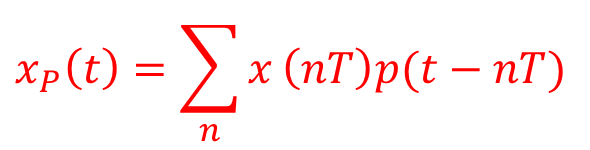 x_P(t) = ∑_n x (nT)p(t − nT)